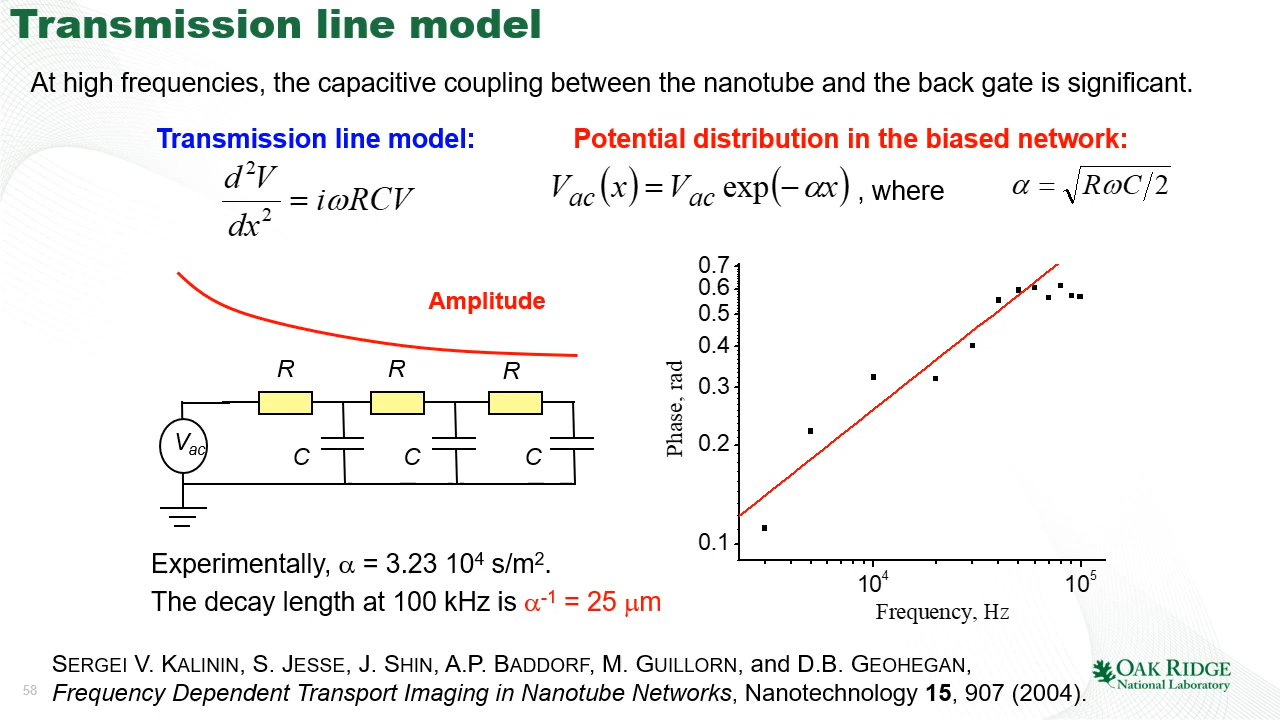 Transmission line model
At high frequencies, the capacitive coupling between the nanotube and the back gate is significant.
Transmission line model:
d²V/dx² = iωRCV
Potential distribution in the biased network:
V_ac(x) = V_ac exp(− αx) , where α = √(RωC/2)
Amplitude
R R R
V_ac
C C C
0.7
0.6
0.5
0.4
0.3
0.2
0.1
Phase, rad
10⁴ 10⁵
Frequency, Hz
Experimentally, α = 3.23 10⁴ s/m².
The decay length at 100 kHz is α⁻¹ = 25 μm
SERGEI V. KALININ, S. JESSE, J. SHIN, A.P. BADDORF, M. GUILLORN, and D.B. GEOHEGAN,
Frequency Dependent Transport Imaging in Nanotube Networks, Nanotechnology 15, 907 (2004).
58
OAK RIDGE
National Laboratory